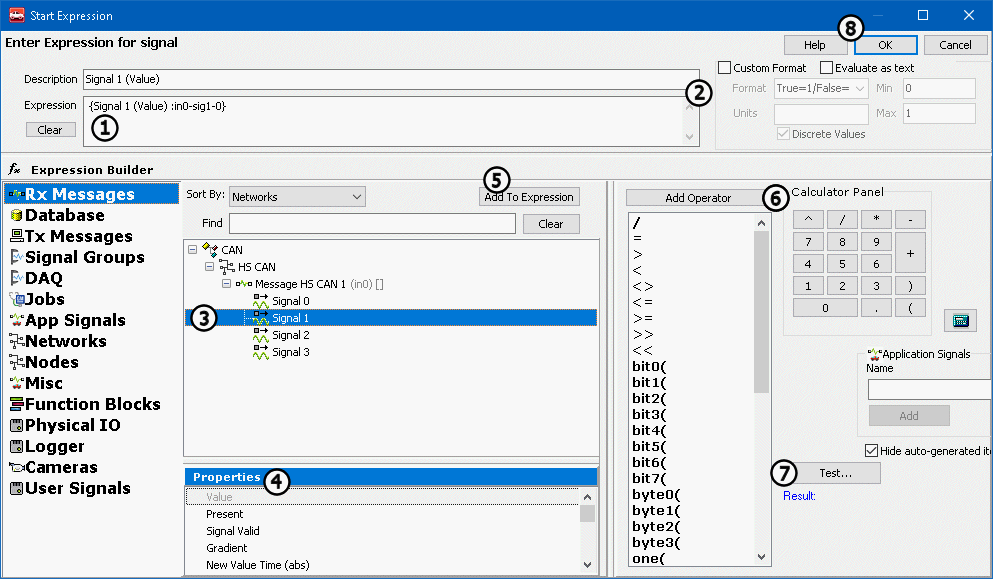 Start Expression
Enter Expression for signal
8
Help
OK
Cancel
Description
Signal 1 (Value)
Expression
{Signal 1 (Value) :in0-sig1-0}
Clear
1
2
Custom Format
Evaluate as text
Format
True=1/False=
Min
0
Units
Max
1
Discrete Values
fx Expression Builder
Rx Messages
Database
Tx Messages
Signal Groups
DAQ
Jobs
App Signals
Networks
Nodes
Misc
Function Blocks
Physical IO
Logger
Cameras
User Signals
Sort By:
Networks
5
Add To Expression
Find
Clear
CAN
HS CAN
Message HS CAN 1 (in0) []
Signal 0
3
Signal 1
Signal 2
Signal 3
Properties
4
Value
Present
Signal Valid
Gradient
New Value Time (abs)
Add Operator
6
/
=
>
<
<>
<=
>=
>>
<<
bit0(
bit1(
bit2(
bit3(
bit4(
bit5(
bit6(
bit7(
byte0(
byte1(
byte2(
byte3(
one(
Calculator Panel
^ / * -
7 8 9 +
4 5 6
1 2 3 )
0 . (
Application Signals
Name
Add
Hide auto-generated it
7
Test...
Result: